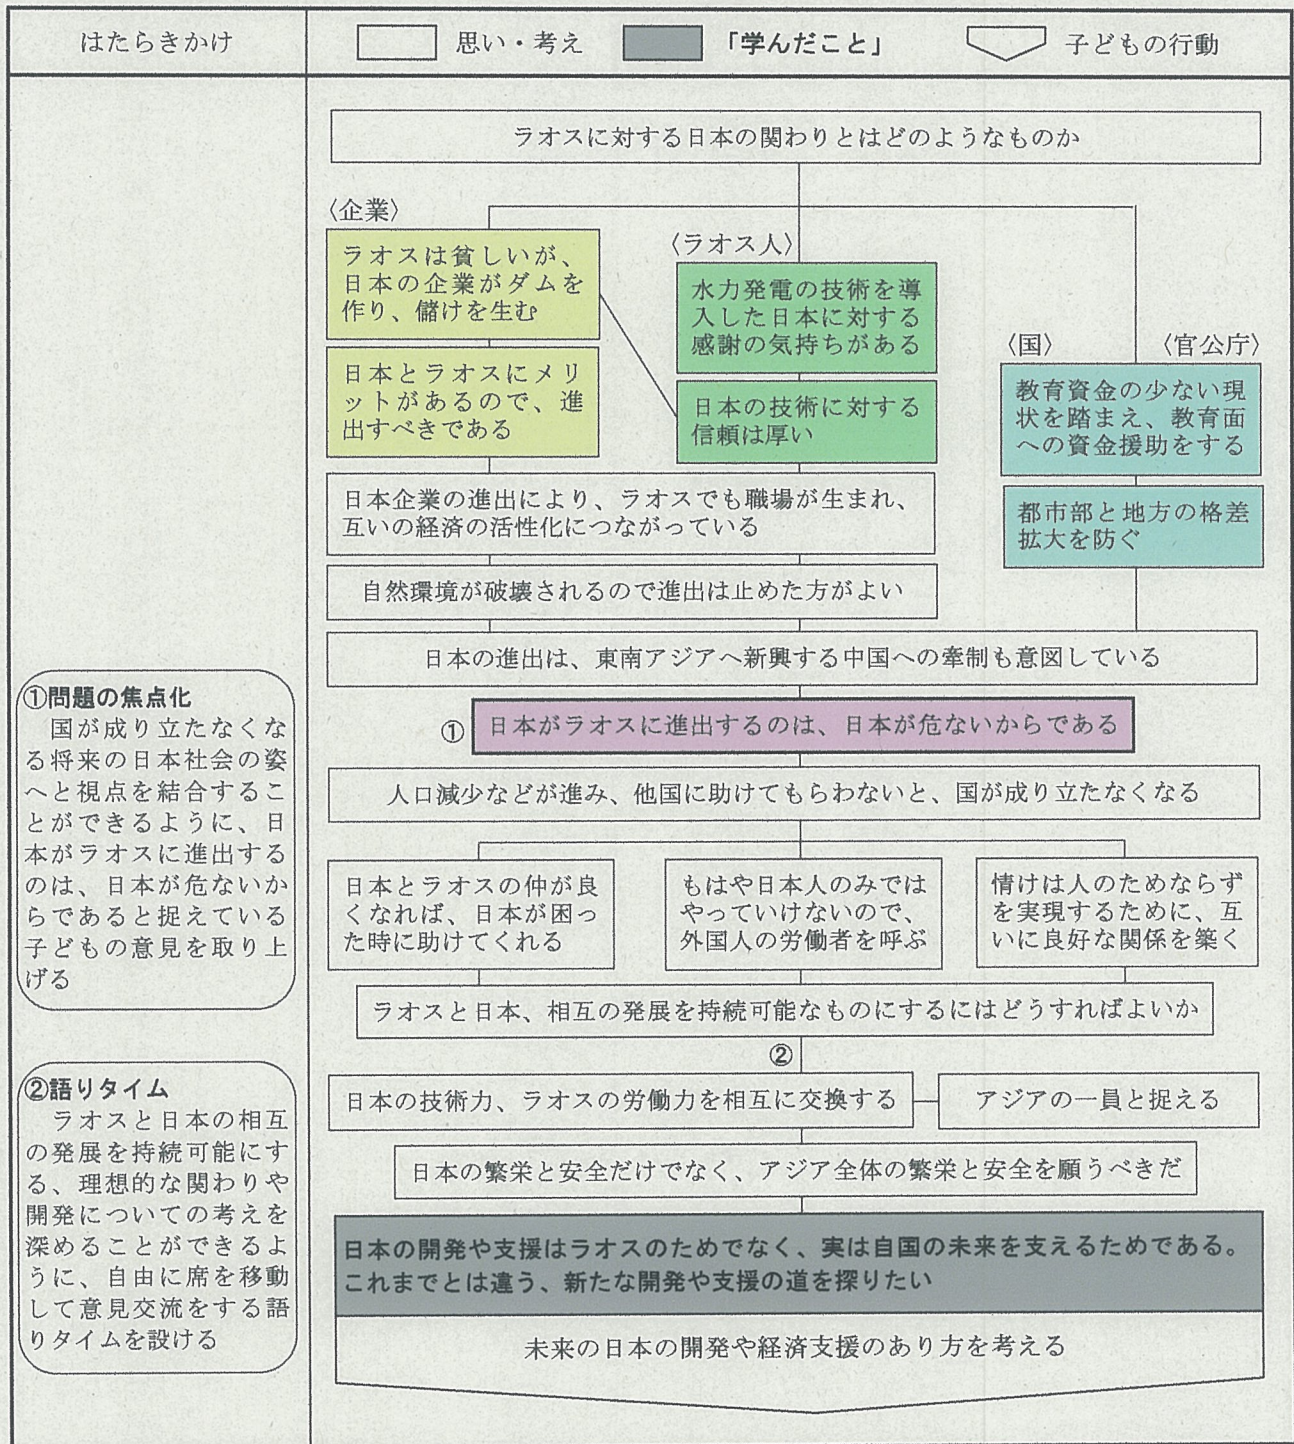 はたらきかけ
思い・考え
「学んだこと」
子どもの行動
ラオスに対する日本の関わりとはどのようなものか
〈企業〉
ラオスは貧しいが、
日本の企業がダムを
作り、儲けを生む
日本とラオスにメリ
ットがあるので、進
出すべきである
〈ラオス人〉
水力発電の技術を導
入した日本に対する
感謝の気持ちがある
日本の技術に対する
信頼は厚い
〈国〉
〈官公庁〉
教育資金の少ない現
状を踏まえ、教育面
への資金援助をする
都市部と地方の格差
拡大を防ぐ
日本企業の進出により、ラオスでも職場が生まれ、
互いの経済の活性化につながっている
自然環境が破壊されるので進出は止めた方がよい
日本の進出は、東南アジアへ新興する中国への牽制も意図している
①問題の焦点化
国が成り立たなくな
る将来の日本社会の姿
へと視点を結合するこ
とができるように、日
本がラオスに進出する
のは、日本が危ないか
らであると捉えている
子どもの意見を取り上
げる
①
日本がラオスに進出するのは、日本が危ないからである
人口減少などが進み、他国に助けてもらわないと、国が成り立たなくなる
日本とラオスの仲が良
くなれば、日本が困っ
た時に助けてくれる
もはや日本人のみでは
やっていけないので、
外国人の労働者を呼ぶ
情けは人のためならず
を実現するために、互
いに良好な関係を築く
ラオスと日本、相互の発展を持続可能なものにするにはどうすればよいか
②
②語りタイム
ラオスと日本の相互
の発展を持続可能にす
る、理想的な関わりや
開発についての考えを
深めることができるよ
うに、自由に席を移動
して意見交流をする語
りタイムを設ける
日本の技術力、ラオスの労働力を相互に交換する
アジアの一員と捉える
日本の繁栄と安全だけでなく、アジア全体の繁栄と安全を願うべきだ
日本の開発や支援はラオスのためでなく、実は自国の未来を支えるためである。
これまでとは違う、新たな開発や支援の道を探りたい
未来の日本の開発や経済支援のあり方を考える